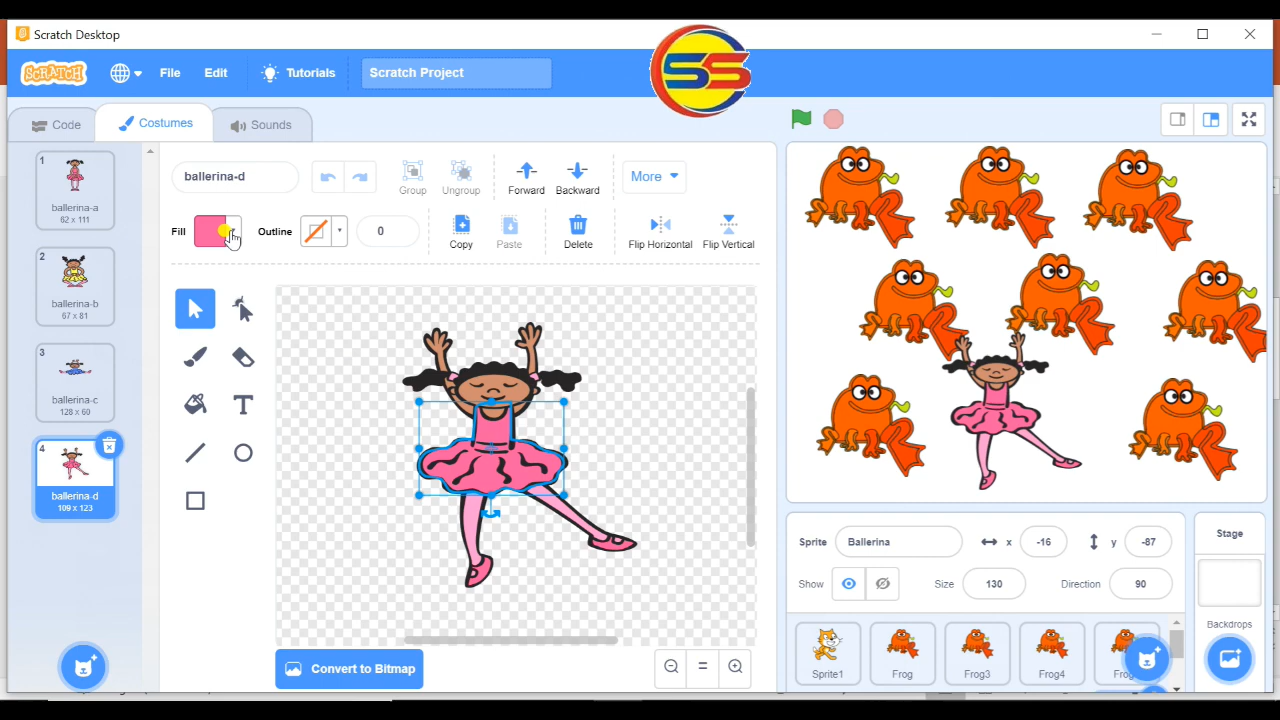 Scratch Desktop
SS
SCRATCH
File
Edit
Tutorials
Scratch Project
Code
Costumes
Sounds
1
ballerina-a
62 x 111
2
ballerina-b
67 x 81
3
ballerina-c
128 x 60
4
ballerina-d
109 x 123
ballerina-d
Group
Ungroup
Forward
Backward
More
Fill
Outline
0
Copy
Paste
Delete
Flip Horizontal
Flip Vertical
T
Convert to Bitmap
Sprite
Ballerina
x
-16
y
-87
Show
Size
130
Direction
90
Sprite1
Frog
Frog3
Frog4
Stage
Backdrops